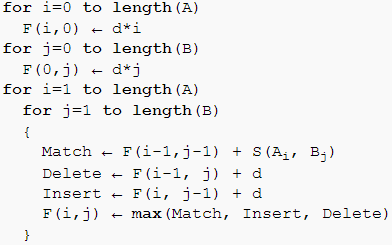 for i=0 to length(A)
  F(i,0) ← d*i
for j=0 to length(B)
  F(0,j) ← d*j
for i=1 to length(A)
  for j=1 to length(B)
  {
    Match ← F(i-1,j-1) + S(Aᵢ, Bⱼ)
    Delete ← F(i-1, j) + d
    Insert ← F(i, j-1) + d
    F(i,j) ← max(Match, Insert, Delete)
  }